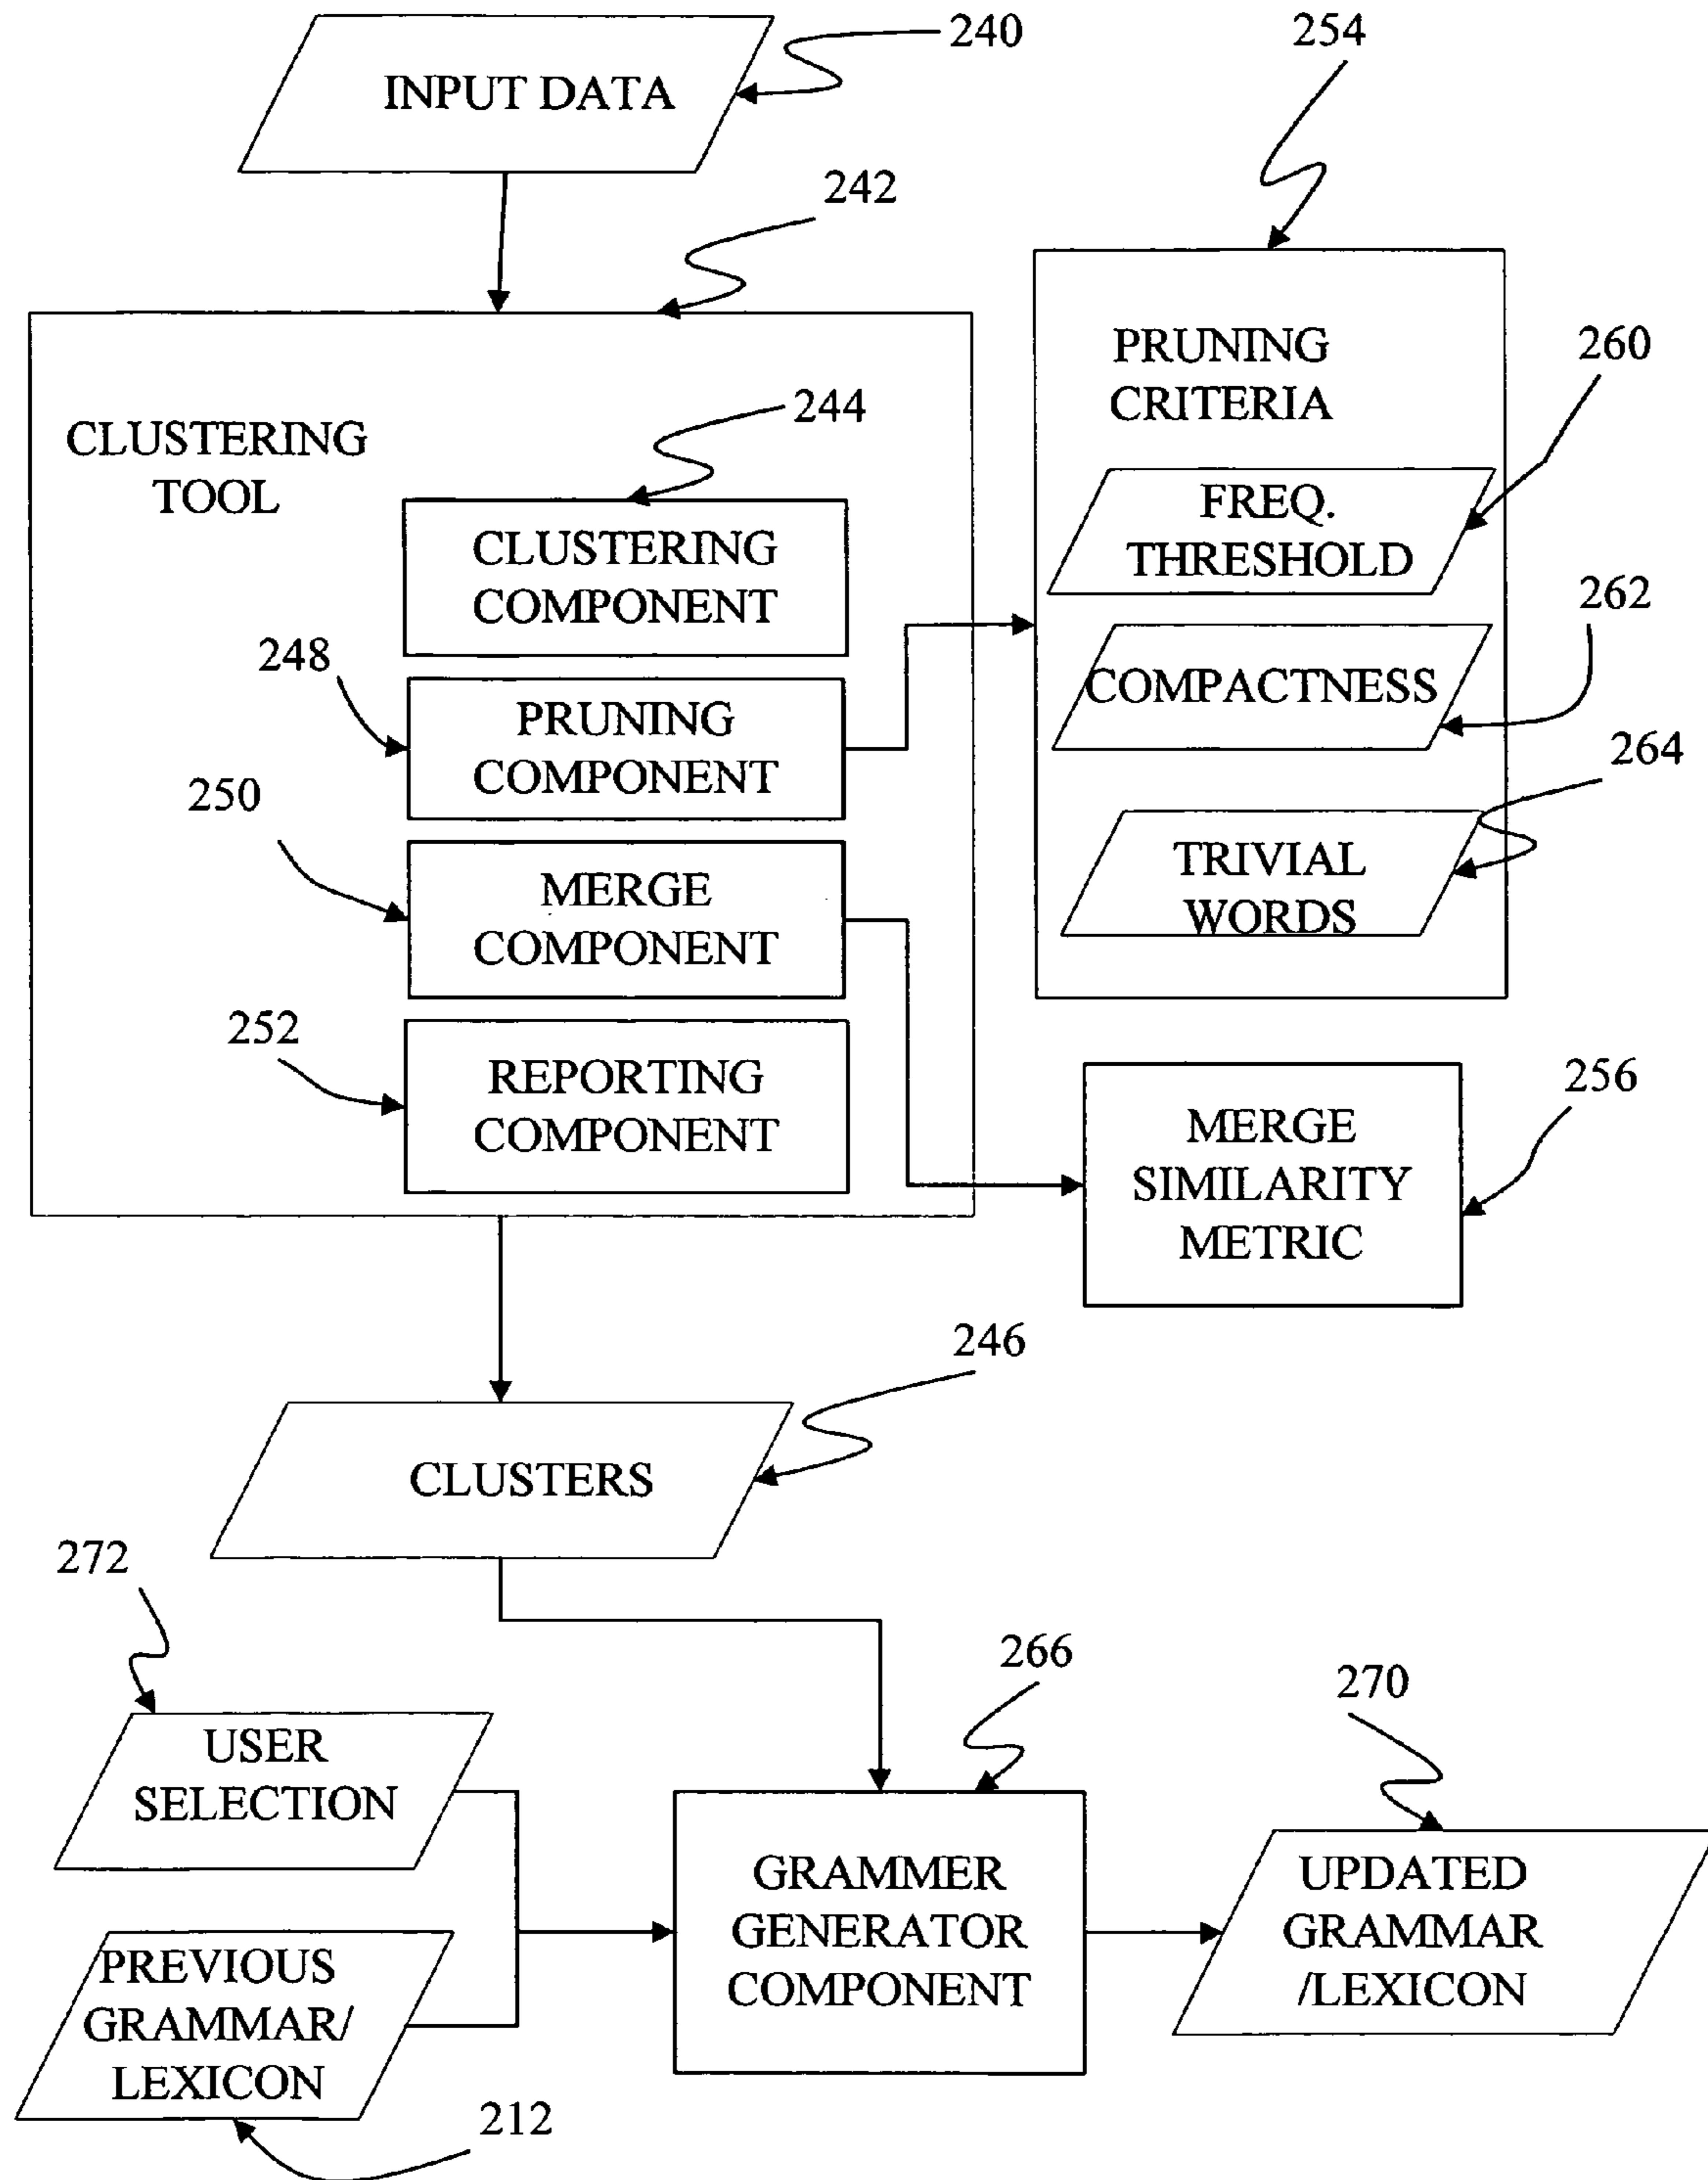 240
INPUT DATA
254
242
PRUNING
CRITERIA
260
CLUSTERING
TOOL
244
FREQ.
THRESHOLD
CLUSTERING
COMPONENT
262
248
COMPACTNESS
PRUNING
COMPONENT
264
250
TRIVIAL
WORDS
MERGE
COMPONENT
252
REPORTING
COMPONENT
256
MERGE
SIMILARITY
METRIC
246
CLUSTERS
272
266
270
USER
SELECTION
GRAMMER
GENERATOR
COMPONENT
UPDATED
GRAMMAR
/LEXICON
PREVIOUS
GRAMMAR/
LEXICON
212